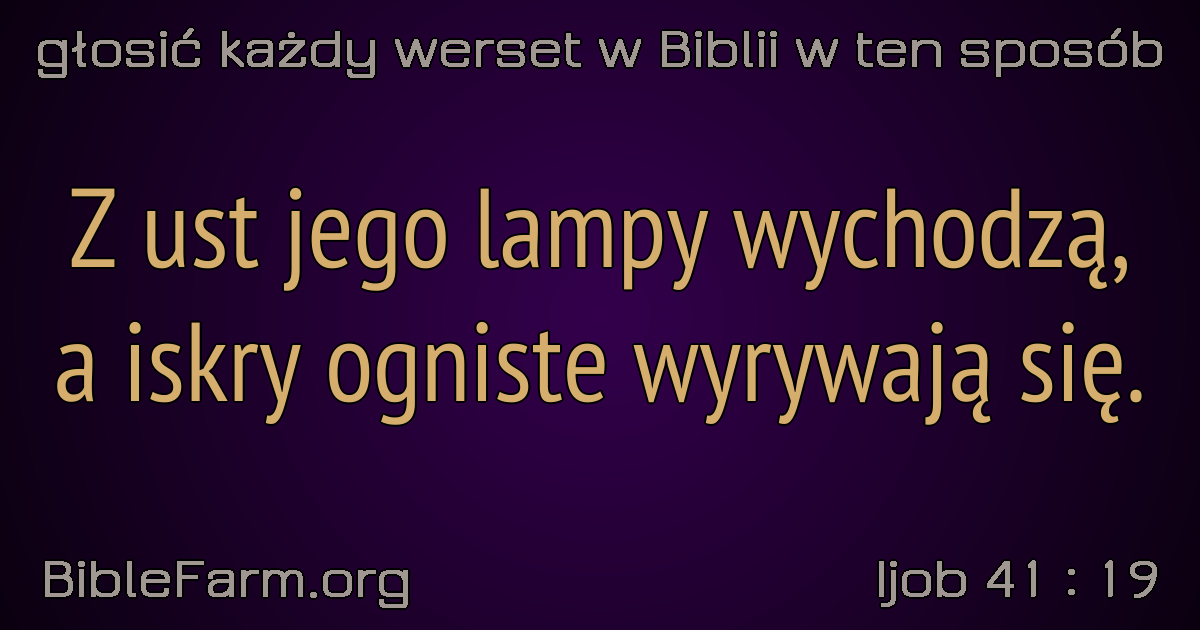 głosić każdy werset w Biblii w ten sposób
Z ust jego lampy wychodzą,
a iskry ogniste wyrywają się.
BibleFarm.org
Ijob 41 : 19